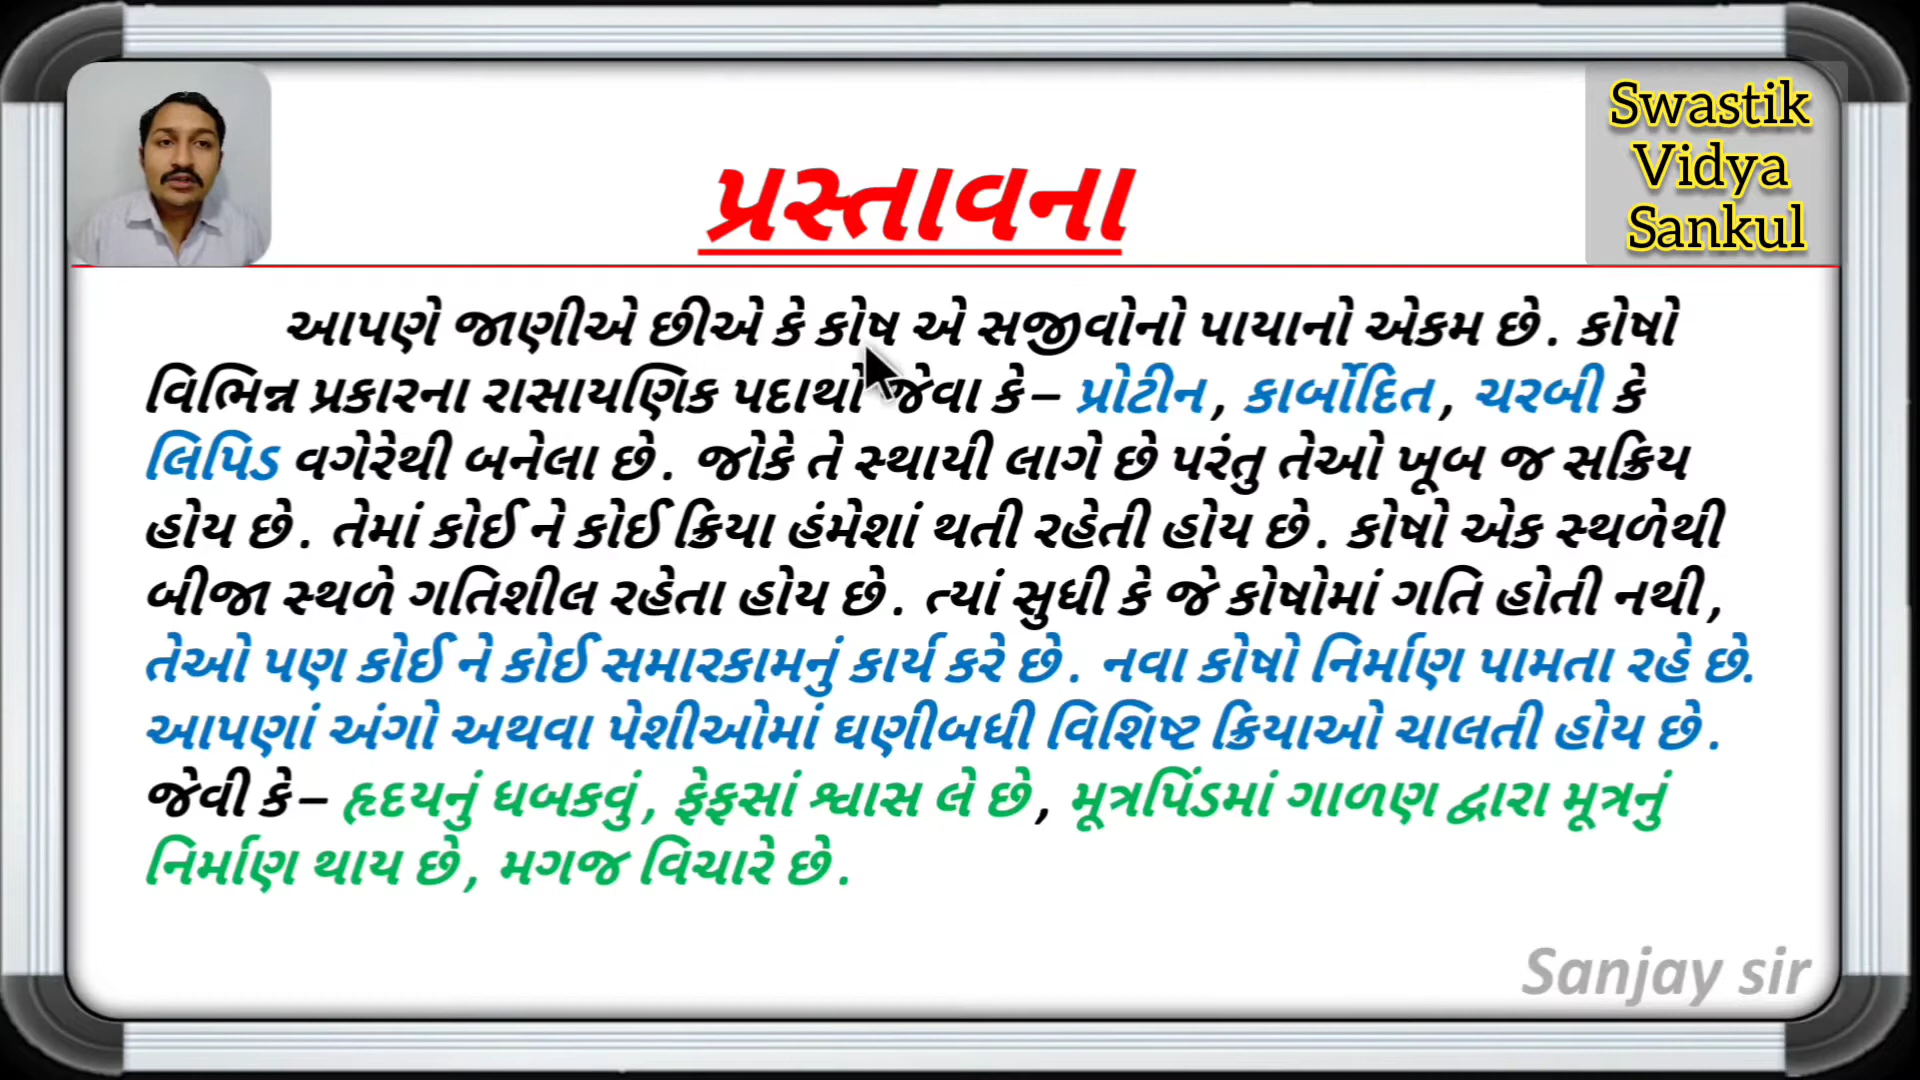 Swastik
Vidya
Sankul
પ્રસ્તાવના
આપણે જાણીએ છીએ કે કોષ એ સજીવોનો પાયાનો એકમ છે. કોષો
વિભિન્ન પ્રકારના રાસાયણિક પદાર્થો જેવા કે– પ્રોટીન, કાર્બોદિત, ચરબી કે
લિપિડ વગેરેથી બનેલા છે. જોકે તે સ્થાયી લાગે છે પરંતુ તેઓ ખૂબ જ સક્રિય
હોય છે. તેમાં કોઈ ને કોઈ ક્રિયા હંમેશાં થતી રહેતી હોય છે. કોષો એક સ્થળેથી
બીજા સ્થળે ગતિશીલ રહેતા હોય છે. ત્યાં સુધી કે જે કોષોમાં ગતિ હોતી નથી,
તેઓ પણ કોઈ ને કોઈ સમારકામનું કાર્ય કરે છે. નવા કોષો નિર્માણ પામતા રહે છે.
આપણાં અંગો અથવા પેશીઓમાં ઘણીબધી વિશિષ્ટ ક્રિયાઓ ચાલતી હોય છે.
જેવી કે– હૃદયનું ધબકવું, ફેફસાં શ્વાસ લે છે, મૂત્રપિંડમાં ગાળણ દ્વારા મૂત્રનું
નિર્માણ થાય છે, મગજ વિચારે છે.
Sanjay sir